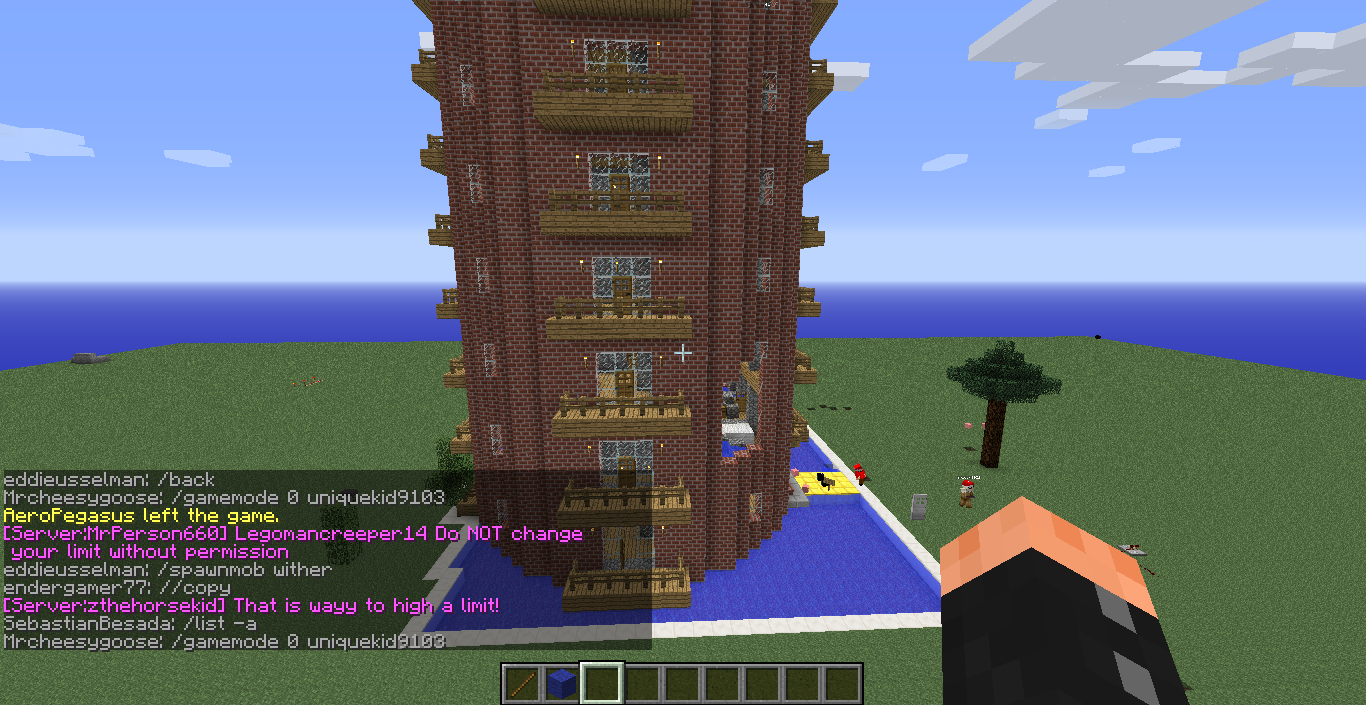 eddieusselman: /back
Mrcheesygoose: /gamemode 0 uniquekid9103
AeroPegasus left the game.
[Server:MrPerson660] Legomancreeper14 Do NOT change
your limit without permission
eddieusselman: /spawnmob wither
endergamer77: //copy
[Server:zthehorsekid] That is wayy to high a limit!
SebastianBesada: /list -a
Mrcheesygoose: /gamemode 0 uniquekid9103